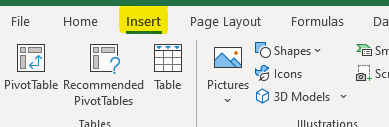 File Home Insert Page Layout Formulas
PivotTable Recommended PivotTables Table
Pictures
Shapes
Icons
3D Models
Tables
Illustrations